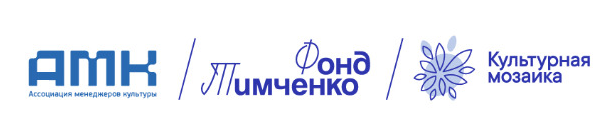 АМК
Ассоциация менеджеров культуры
Фонд
Тимченко
Культурная
мозаика